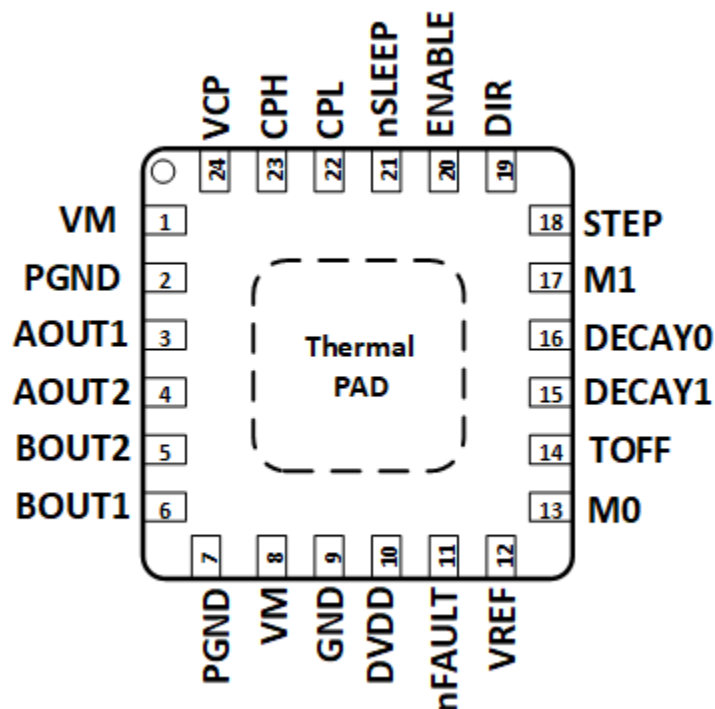 VCP
CPH
CPL
nSLEEP
ENABLE
DIR
24
23
22
21
20
19
VM 1
PGND 2
AOUT1 3
AOUT2 4
BOUT2 5
BOUT1 6
18 STEP
17 M1
16 DECAY0
15 DECAY1
14 TOFF
13 M0
Thermal
PAD
7
8
9
10
11
12
PGND
VM
GND
DVDD
nFAULT
VREF